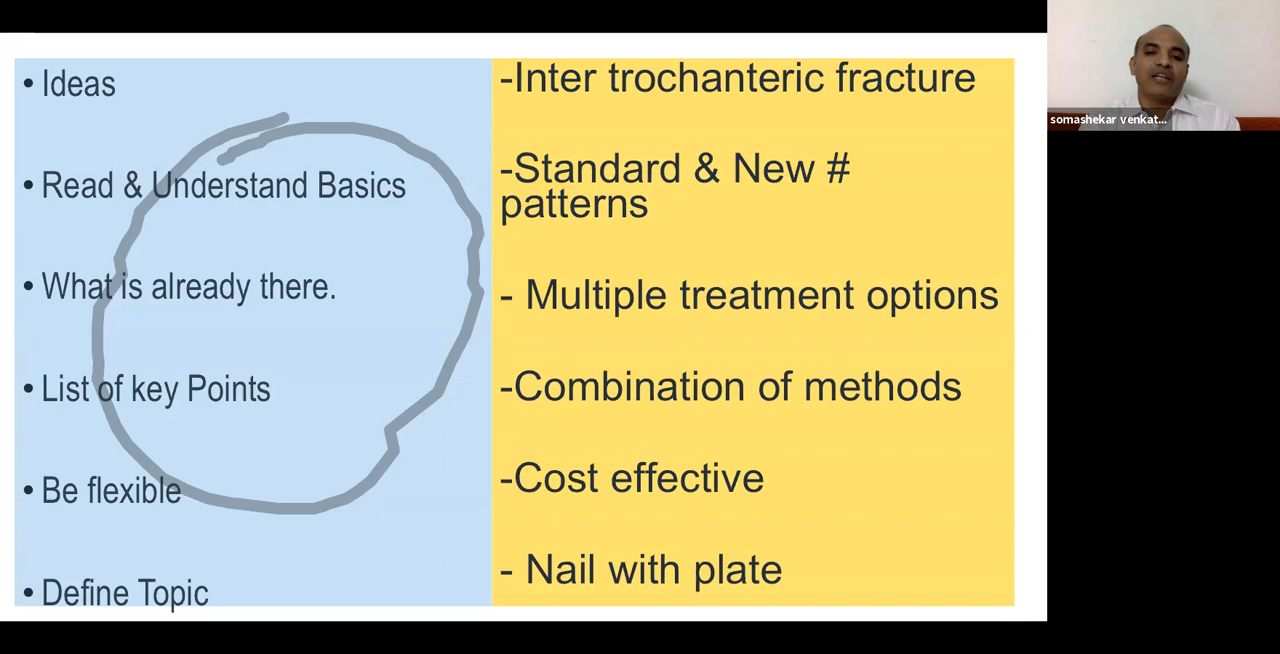 • Ideas
• Read & Understand Basics
• What is already there.
• List of key Points
• Be flexible
• Define Topic
-Inter trochanteric fracture
-Standard & New #
patterns
- Multiple treatment options
-Combination of methods
-Cost effective
- Nail with plate
somashekar venkat...